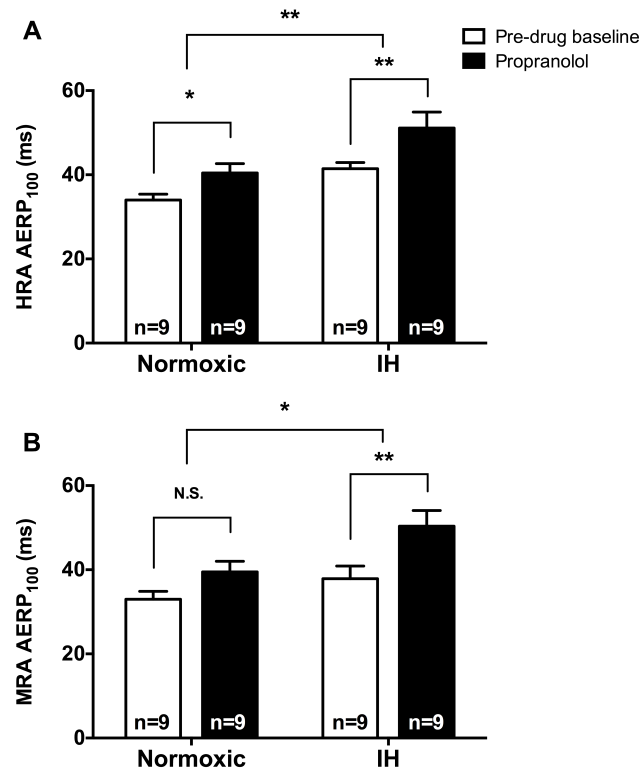 A
**
Pre-drug baseline
Propranolol
*
**
60
40
20
0
HRA AERP100 (ms)
n=9
n=9
n=9
n=9
Normoxic
IH
B
*
N.S.
**
60
40
20
0
MRA AERP100 (ms)
n=9
n=9
n=9
n=9
Normoxic
IH